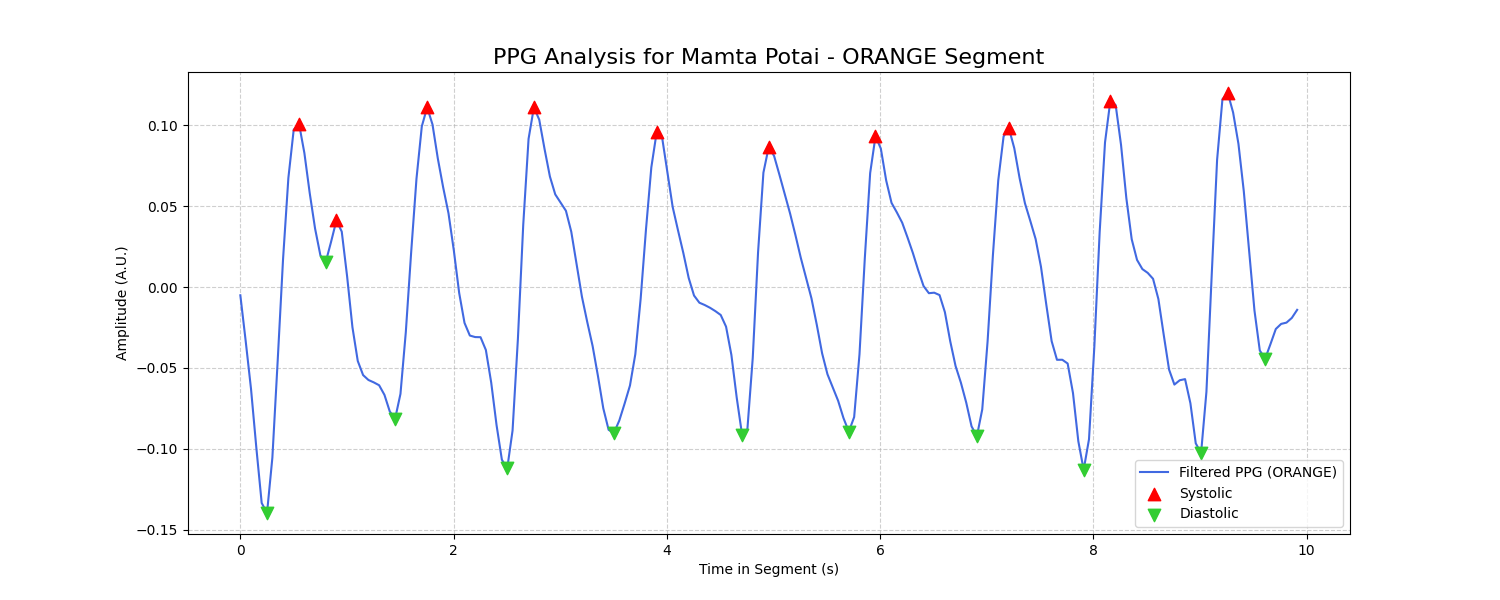 PPG Analysis for Mamta Potai - ORANGE Segment
Amplitude (A.U.)
0.10
0.05
0.00
−0.05
−0.10
−0.15
Filtered PPG (ORANGE)
Systolic
Diastolic
0 2 4 6 8 10
Time in Segment (s)